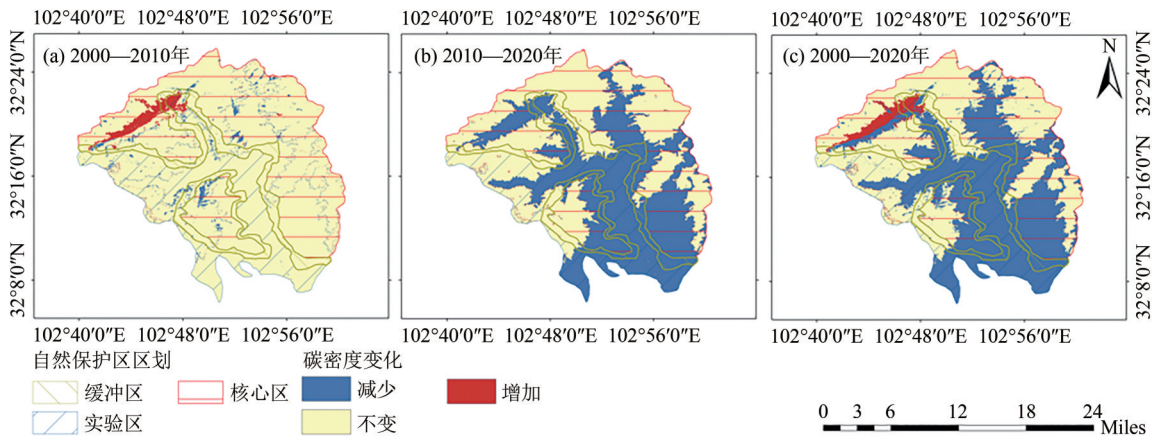 102°40′0″E 102°48′0″E 102°56′0″E 102°40′0″E 102°48′0″E 102°56′0″E 102°40′0″E 102°48′0″E 102°56′0″E
(a) 2000—2010年
(b) 2010—2020年
(c) 2000—2020年
N
32°24′0″N
32°16′0″N
32°8′0″N
32°24′0″N
32°16′0″N
32°8′0″N
102°40′0″E 102°48′0″E 102°56′0″E 102°40′0″E 102°48′0″E 102°56′0″E 102°40′0″E 102°48′0″E 102°56′0″E
自然保护区区划 碳密度变化
缓冲区 核心区 减少 增加
实验区 不变
0 3 6 12 18 24
Miles